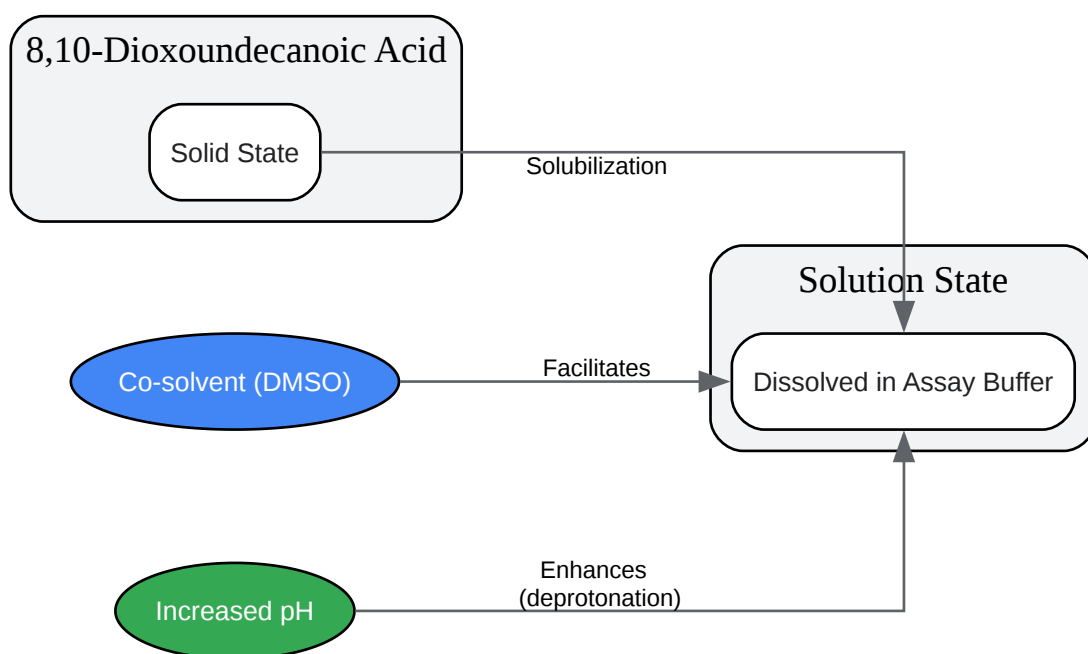 8,10-Dioxoundecanoic Acid
Solid State
Solubilization
Solution State
Co-solvent (DMSO)
Facilitates
Dissolved in Assay Buffer
Enhances
(deprotonation)
Increased pH